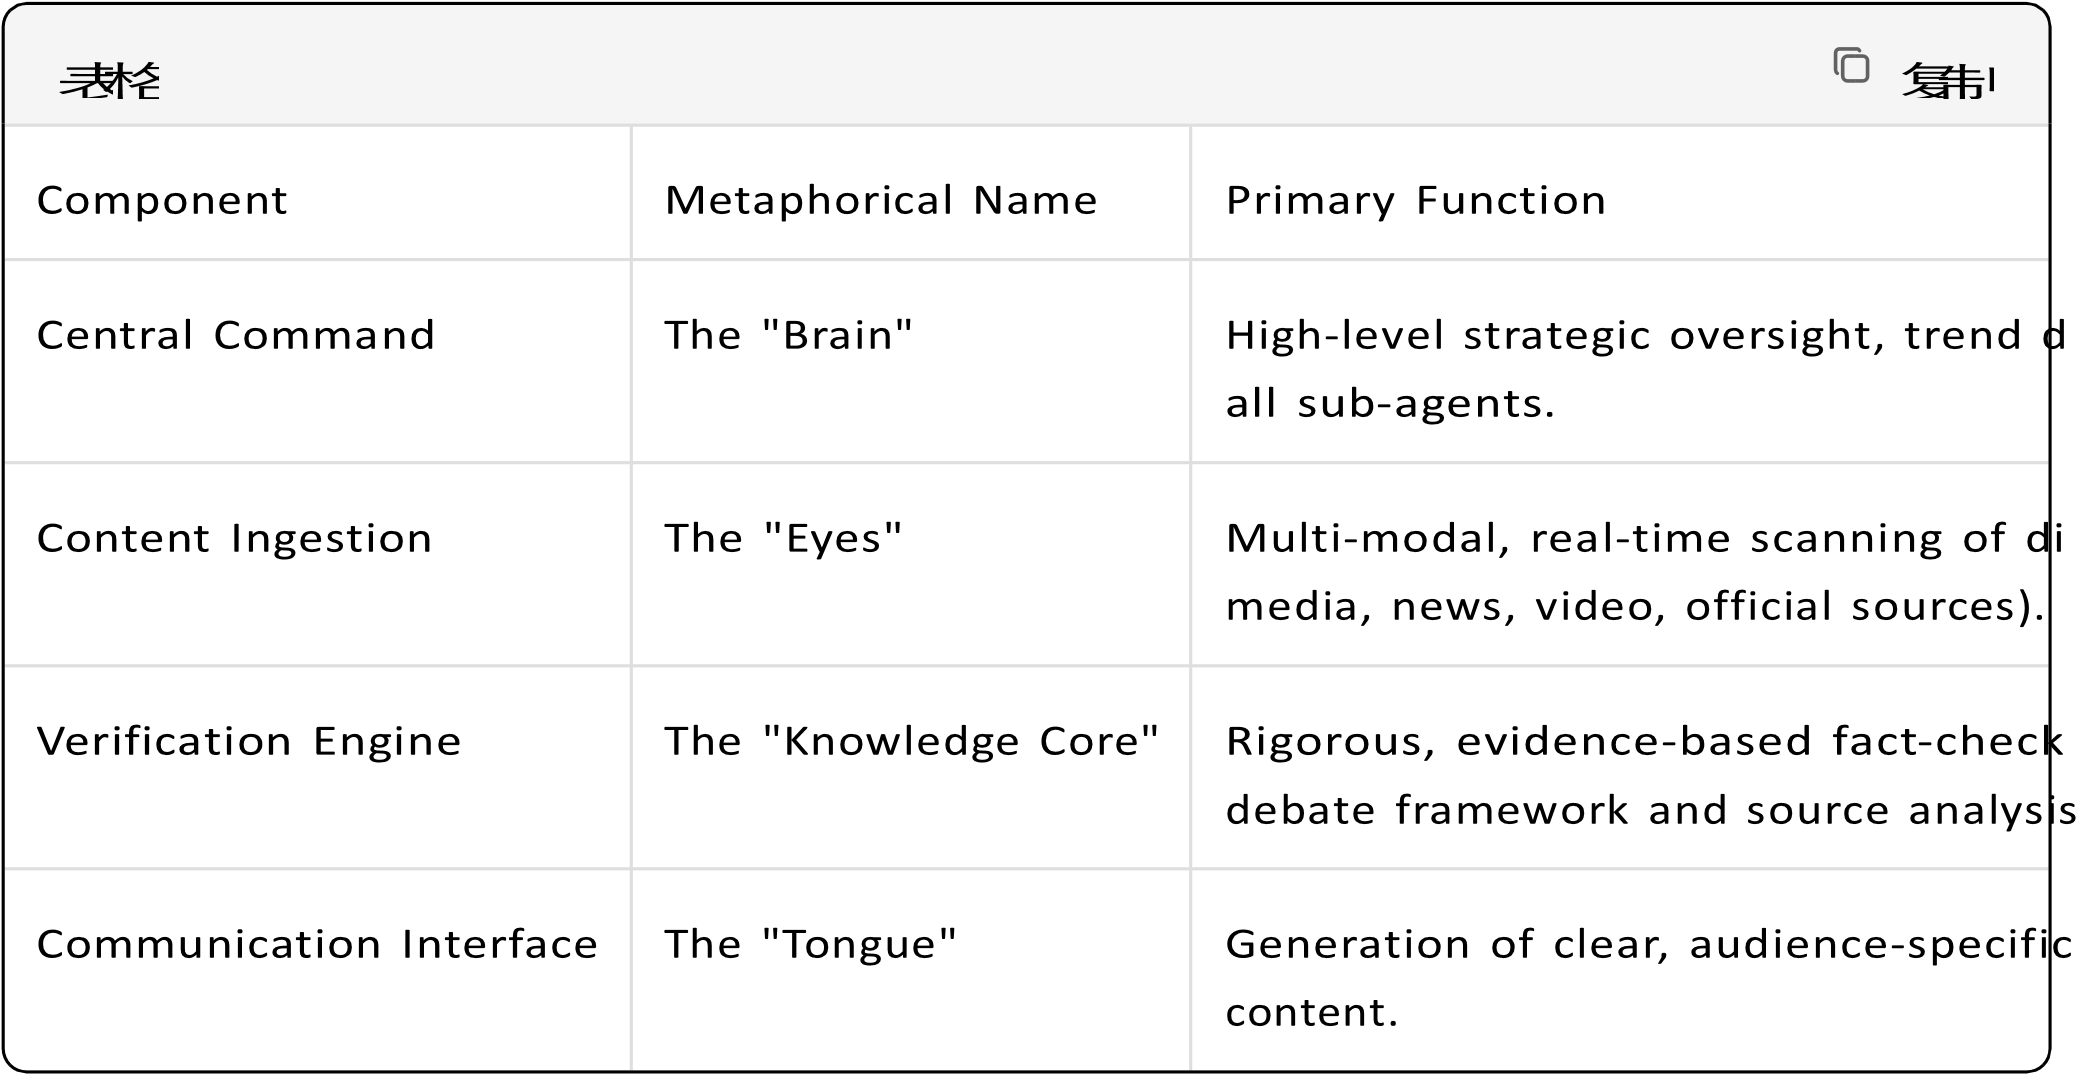 表格 复制
Component Metaphorical Name Primary Function
Central Command The "Brain" High-level strategic oversight, trend d
all sub-agents.
Content Ingestion The "Eyes" Multi-modal, real-time scanning of di
media, news, video, official sources).
Verification Engine The "Knowledge Core" Rigorous, evidence-based fact-check
debate framework and source analysis
Communication Interface The "Tongue" Generation of clear, audience-specific
content.